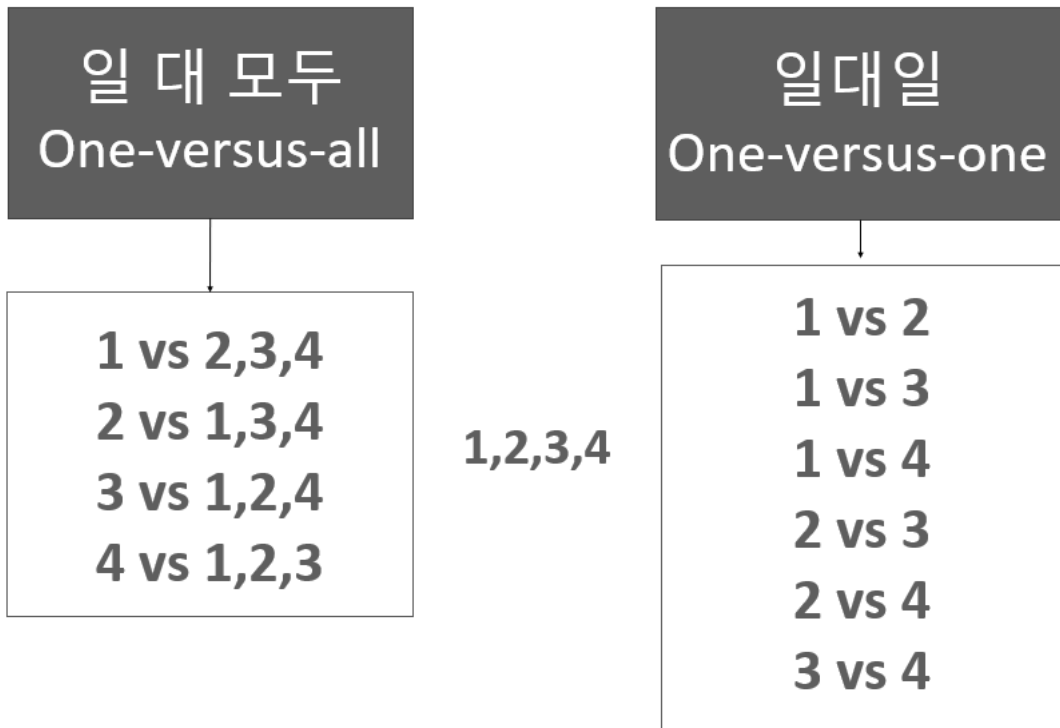 일 대 모두
One-versus-all
1 vs 2,3,4
2 vs 1,3,4
3 vs 1,2,4
4 vs 1,2,3
1,2,3,4
일대일
One-versus-one
1 vs 2
1 vs 3
1 vs 4
2 vs 3
2 vs 4
3 vs 4